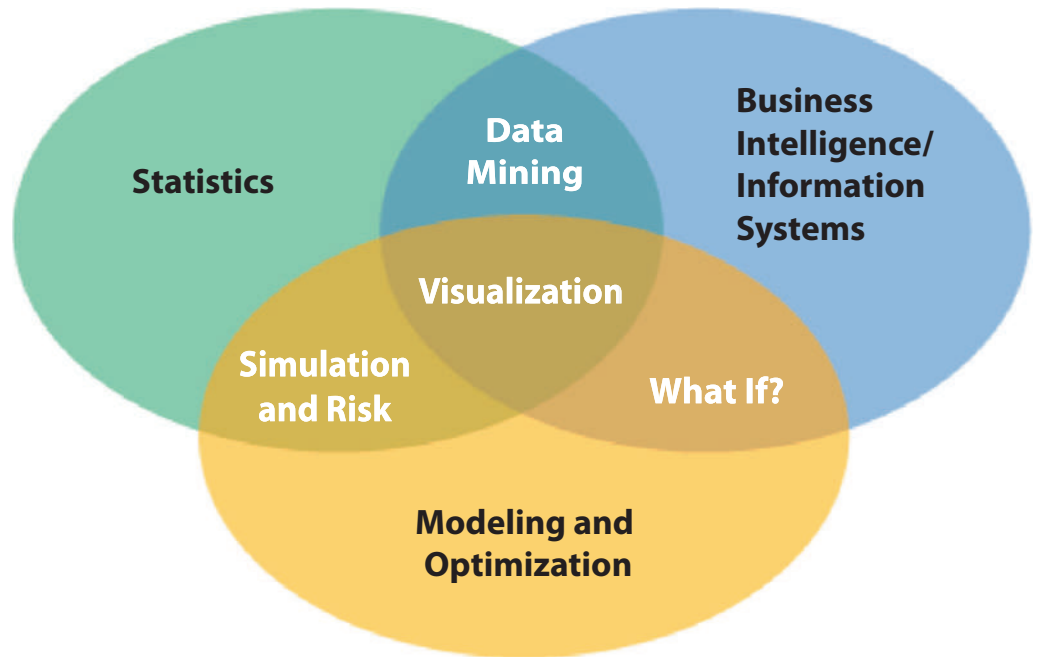 Data
Mining
Business
Intelligence/
Information
Systems
Statistics
Visualization
Simulation
and Risk
What If?
Modeling and
Optimization